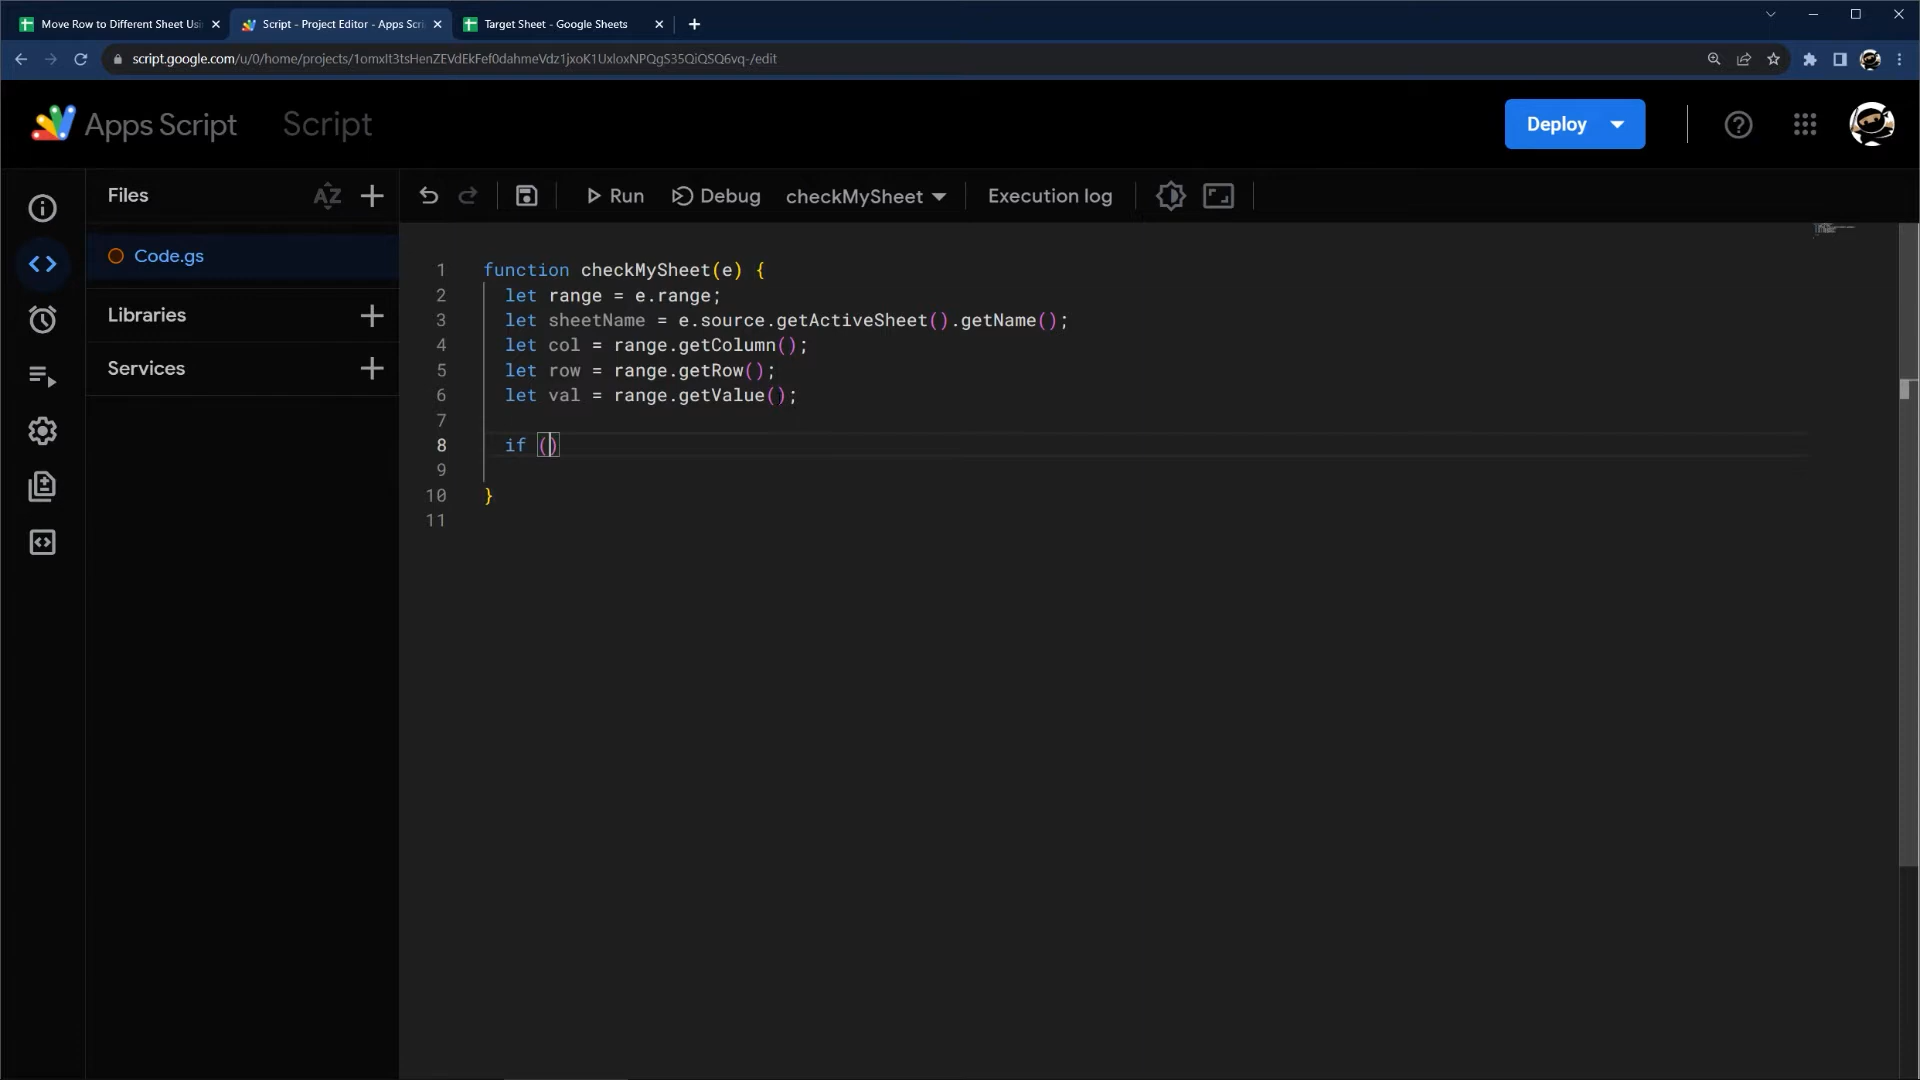 Move Row to Different Sheet Usi
Script - Project Editor - Apps Scri
Target Sheet - Google Sheets
script.google.com/u/0/home/projects/1omxIt3tsHenZEVdEkFef0dahmeVdz1jxoK1UxloxNPQgS35QiQSQ6vq-/edit
Apps Script
Script
Deploy
Files
AZ
Run
Debug
checkMySheet
Execution log
Code.gs
Libraries
Services
1 function checkMySheet(e) {
2 let range = e.range;
3 let sheetName = e.source.getActiveSheet().getName();
4 let col = range.getColumn();
5 let row = range.getRow();
6 let val = range.getValue();
7
8 if ()
9
10 }
11